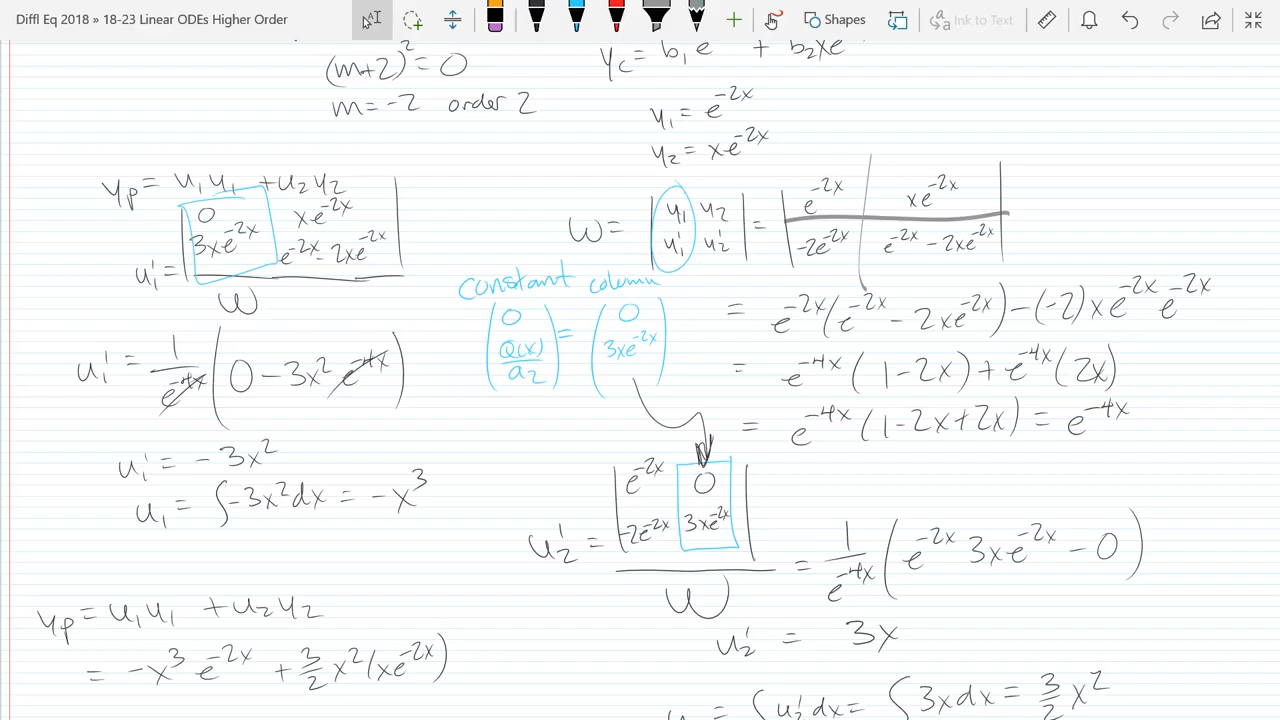 Diffl Eq 2018 » 18-23 Linear ODEs Higher Order
Shapes
Ink to Text
(m+2)² = 0
m = -2 order 2
y_c = b₁e + b₂xe
y₁ = e^{-2x}
y₂ = xe^{-2x}
y_p = u₁y₁ + u₂y₂
u₁' = | 0 xe^{-2x} |
| 3xe^{-2x} e^{-2x} - 2xe^{-2x} |
W
W = | y₁ y₂ | = | e^{-2x} xe^{-2x} |
| y₁' y₂' | | -2e^{-2x} e^{-2x} - 2xe^{-2x} |
= e^{-2x}(e^{-2x} - 2xe^{-2x}) - (-2)xe^{-2x}e^{-2x}
= e^{-4x}(1-2x) + e^{-4x}(2x)
= e^{-4x}(1-2x+2x) = e^{-4x}
constant column
( 0 ) = ( 0 )
( Q(x)/a₂ ) ( 3xe^{-2x} )
u₁' = 1/e^{-4x} (0 - 3x² e^{-4x})
u₁' = -3x²
u₁ = ∫-3x²dx = -x³
u₂' = | e^{-2x} 0 |
| -2e^{-2x} 3xe^{-2x} |
W
= 1/e^{-4x} (e^{-2x} 3xe^{-2x} - 0)
u₂' = 3x
∫u₂'dx = ∫3xdx = 3/2 x²
y_p = u₁y₁ + u₂y₂
= -x³e^{-2x} + 3/2 x²(xe^{-2x})